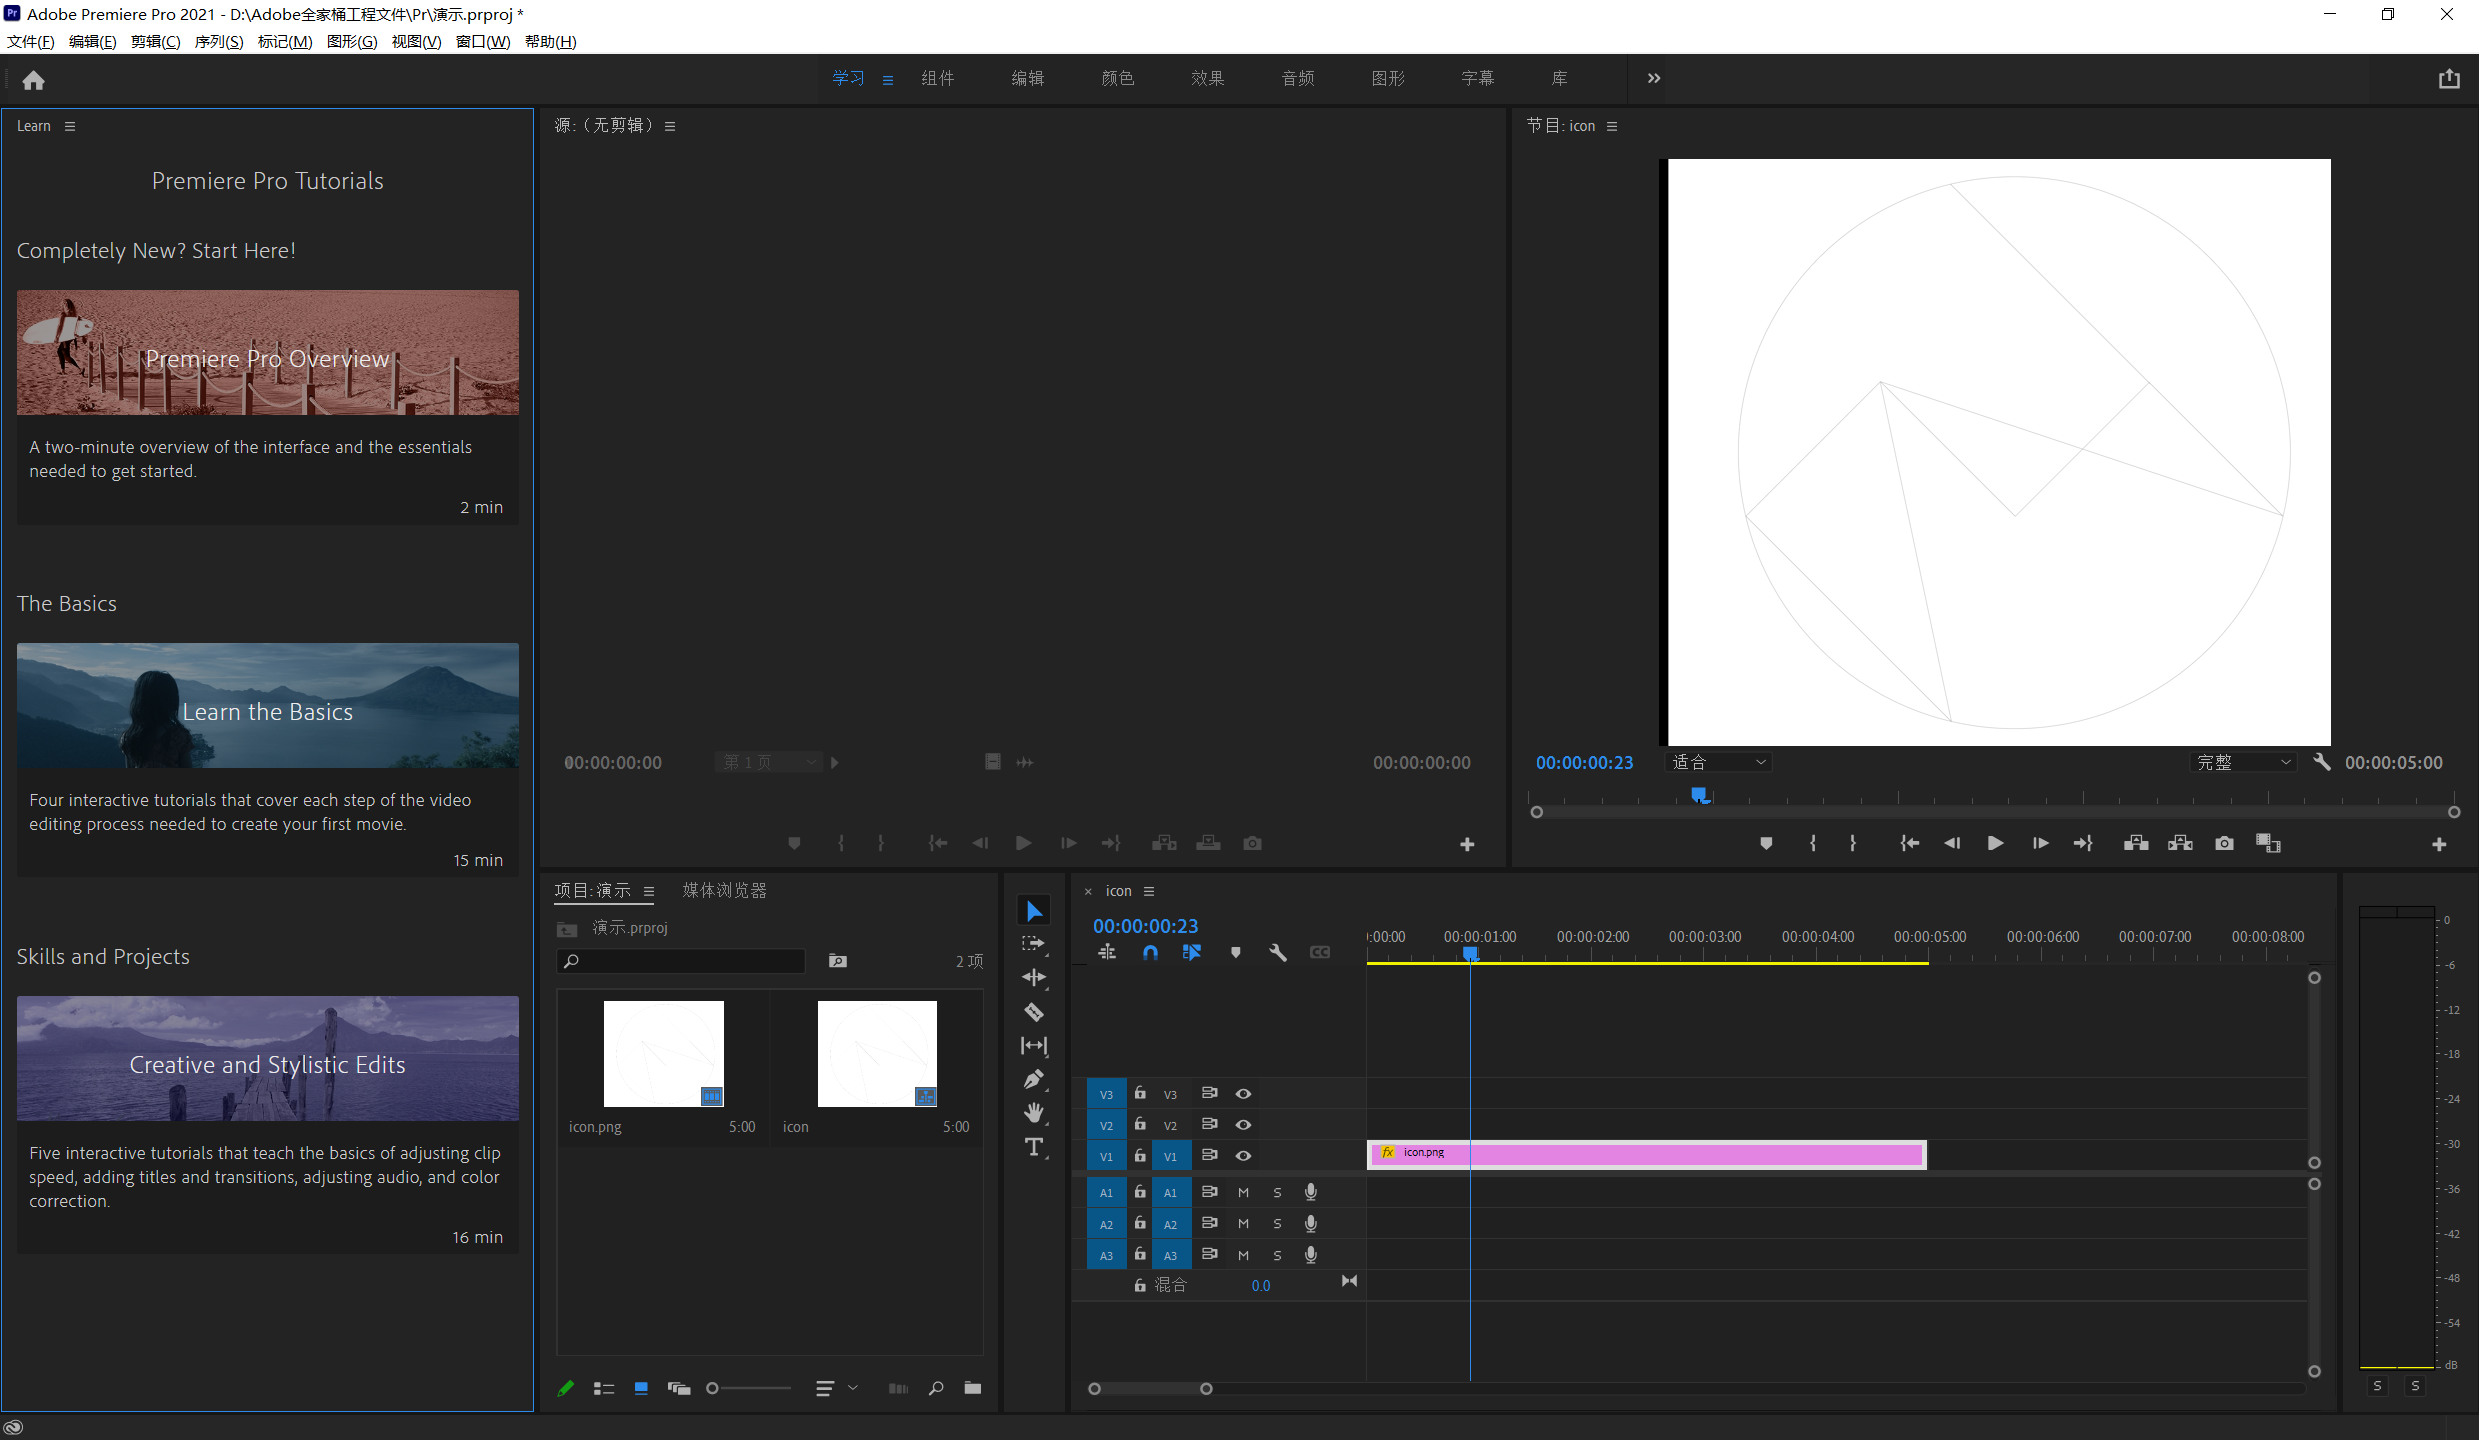 Adobe Premiere Pro 2021 - D:\Adobe全家桶工程文件\Pr\演示.prproj *
文件(F) 编辑(E) 剪辑(C) 序列(S) 标记(M) 图形(G) 视图(V) 窗口(W) 帮助(H)
学习 组件 编辑 颜色 效果 音频 图形 字幕 库
Learn
Premiere Pro Tutorials
Completely New? Start Here!
Premiere Pro Overview
A two-minute overview of the interface and the essentials
needed to get started.
2 min
The Basics
Learn the Basics
Four interactive tutorials that cover each step of the video
editing process needed to create your first movie.
15 min
Skills and Projects
Creative and Stylistic Edits
Five interactive tutorials that teach the basics of adjusting clip
speed, adding titles and transitions, adjusting audio, and color
correction.
16 min
源:（无剪辑）
00:00:00:00 第 1 页 00:00:00:00
节目: icon
00:00:00:23 适合 完整 00:00:05:00
项目:演示 媒体浏览器
演示.prproj
2 项
icon.png 5:00 icon 5:00
× icon
00:00:00:23
:00:00 00:00:01:00 00:00:02:00 00:00:03:00 00:00:04:00 00:00:05:00 00:00:06:00 00:00:07:00 00:00:08:00
V3 V3
V2 V2
V1 V1 fx icon.png
A1 A1 M S
A2 A2 M S
A3 A3 M S
混合 0.0
0
-6
-12
-18
-24
-30
-36
-42
-48
-54
dB
S S